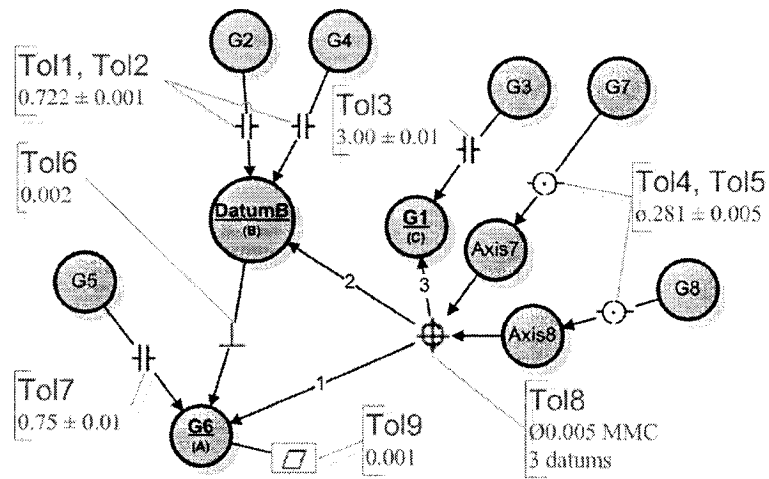 G2
G4
Tol1, Tol2
0.722 ± 0.001
G3
G7
Tol3
3.00 ± 0.01
Tol6
0.002
Tol4, Tol5
ø.281 ± 0.005
DatumB
(B)
G1
(C)
Axis7
G5
2
3
G8
Axis8
1
Tol7
0.75 ± 0.01
Tol8
Ø0.005 MMC
3 datums
G6
(A)
Tol9
0.001